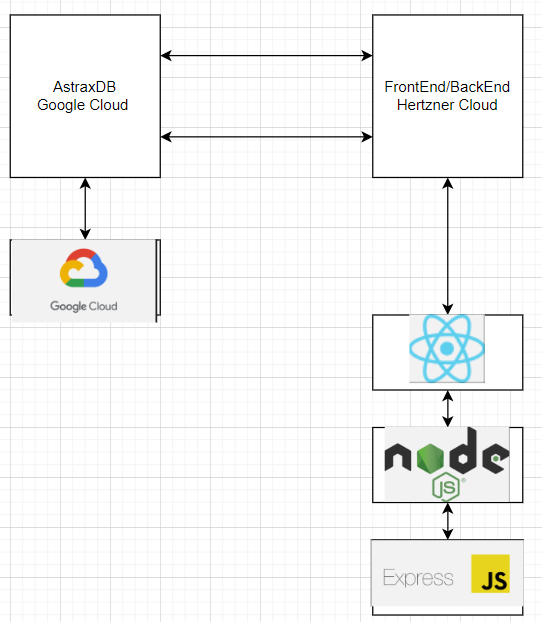 AstraxDB
Google Cloud
FrontEnd/BackEnd
Hertzner Cloud
Google Cloud
node
JS
®
Express
JS